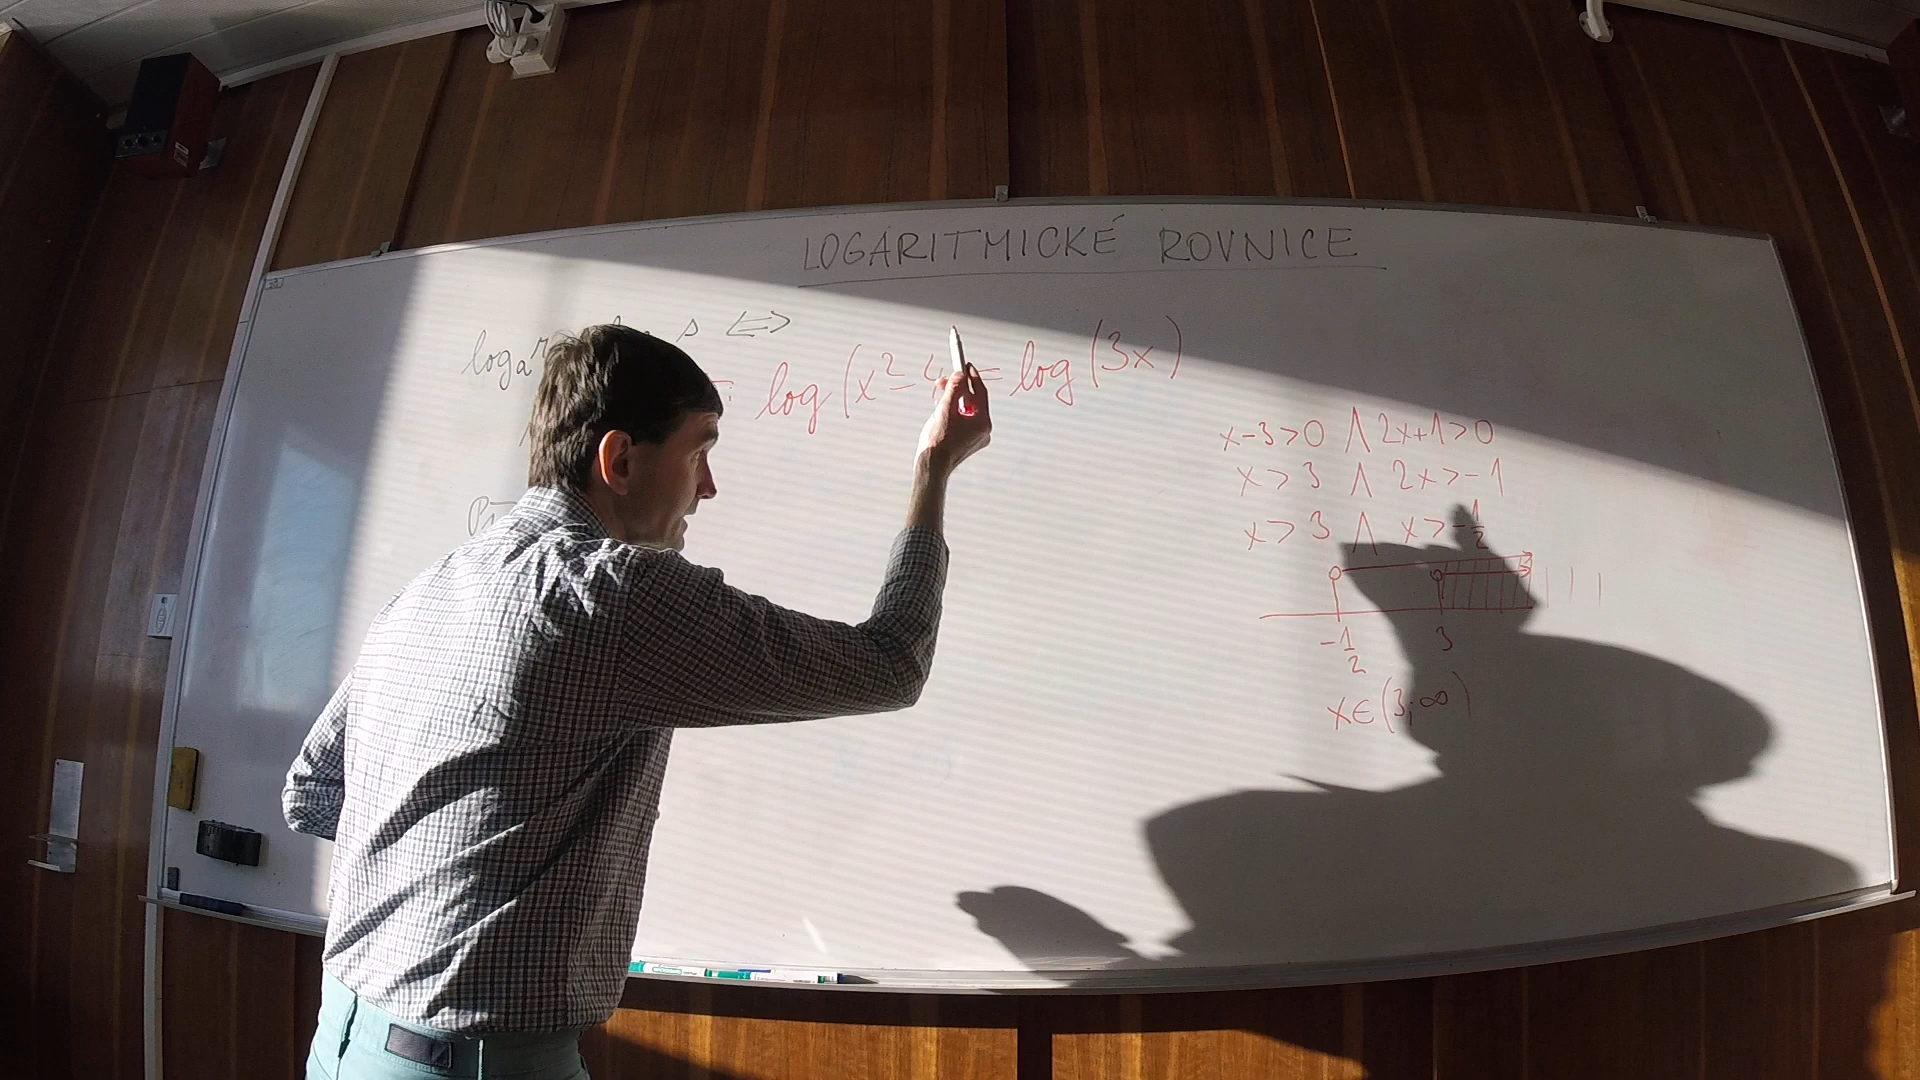 LOGARITMICKÉ ROVNICE
log_a s ⟺
log(x² - 4 = log(3x)
x-3>0 ∧ 2x+1>0
x > 3 ∧ 2x > -1
x > 3 ∧ x > -1/2
-1/2 3
x ∈ (3; ∞)